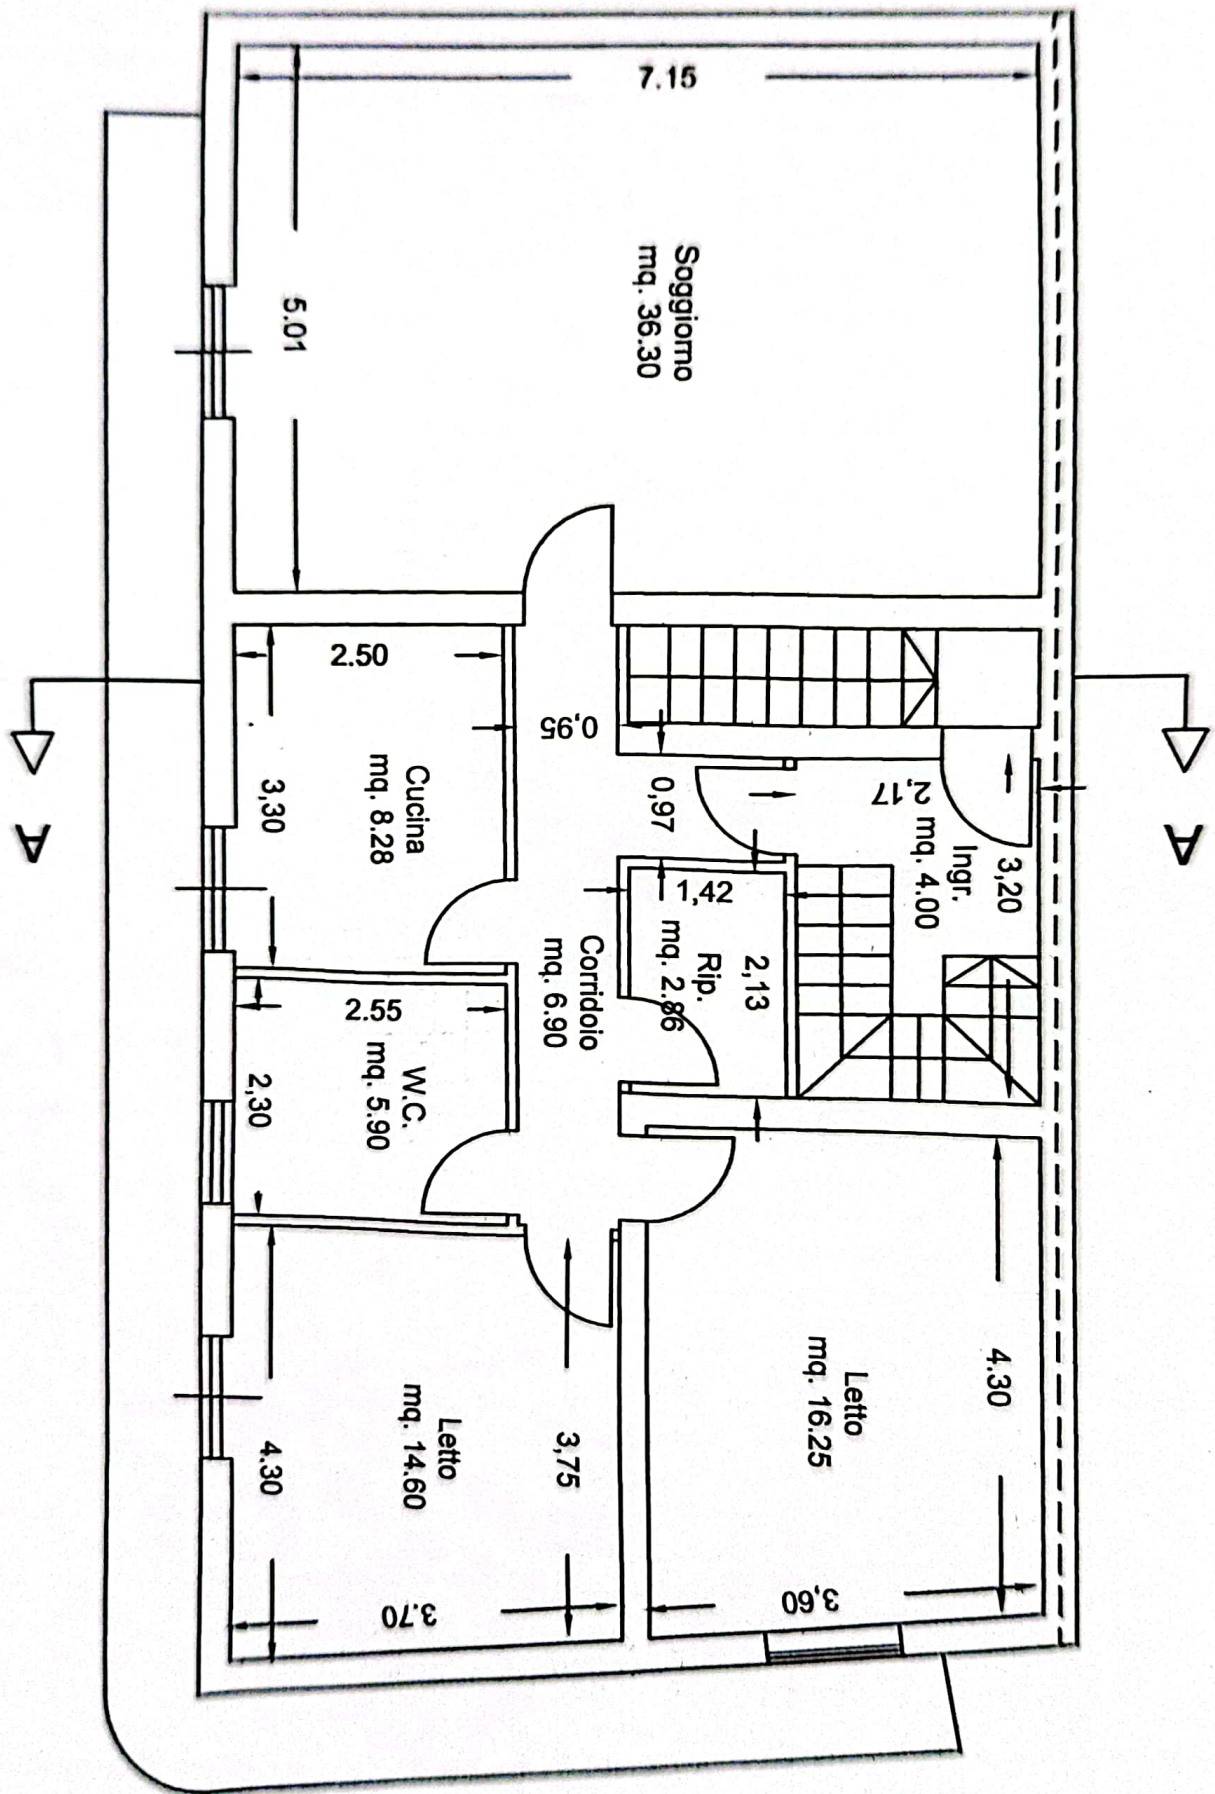 7.15
5.01
Soggiorno
mq. 36.30
2.50
3,30
Cucina
mq. 8.28
0,95
0,97
2,17
Ingr.
mq. 4.00
3,20
1,42
2,13
Rip.
mq. 2.86
Corridoio
mq. 6.90
2.55
2,30
W.C.
mq. 5.90
4.30
Letto
mq. 14.60
3,75
3.70
Letto
mq. 16.25
4.30
3,60
A
A